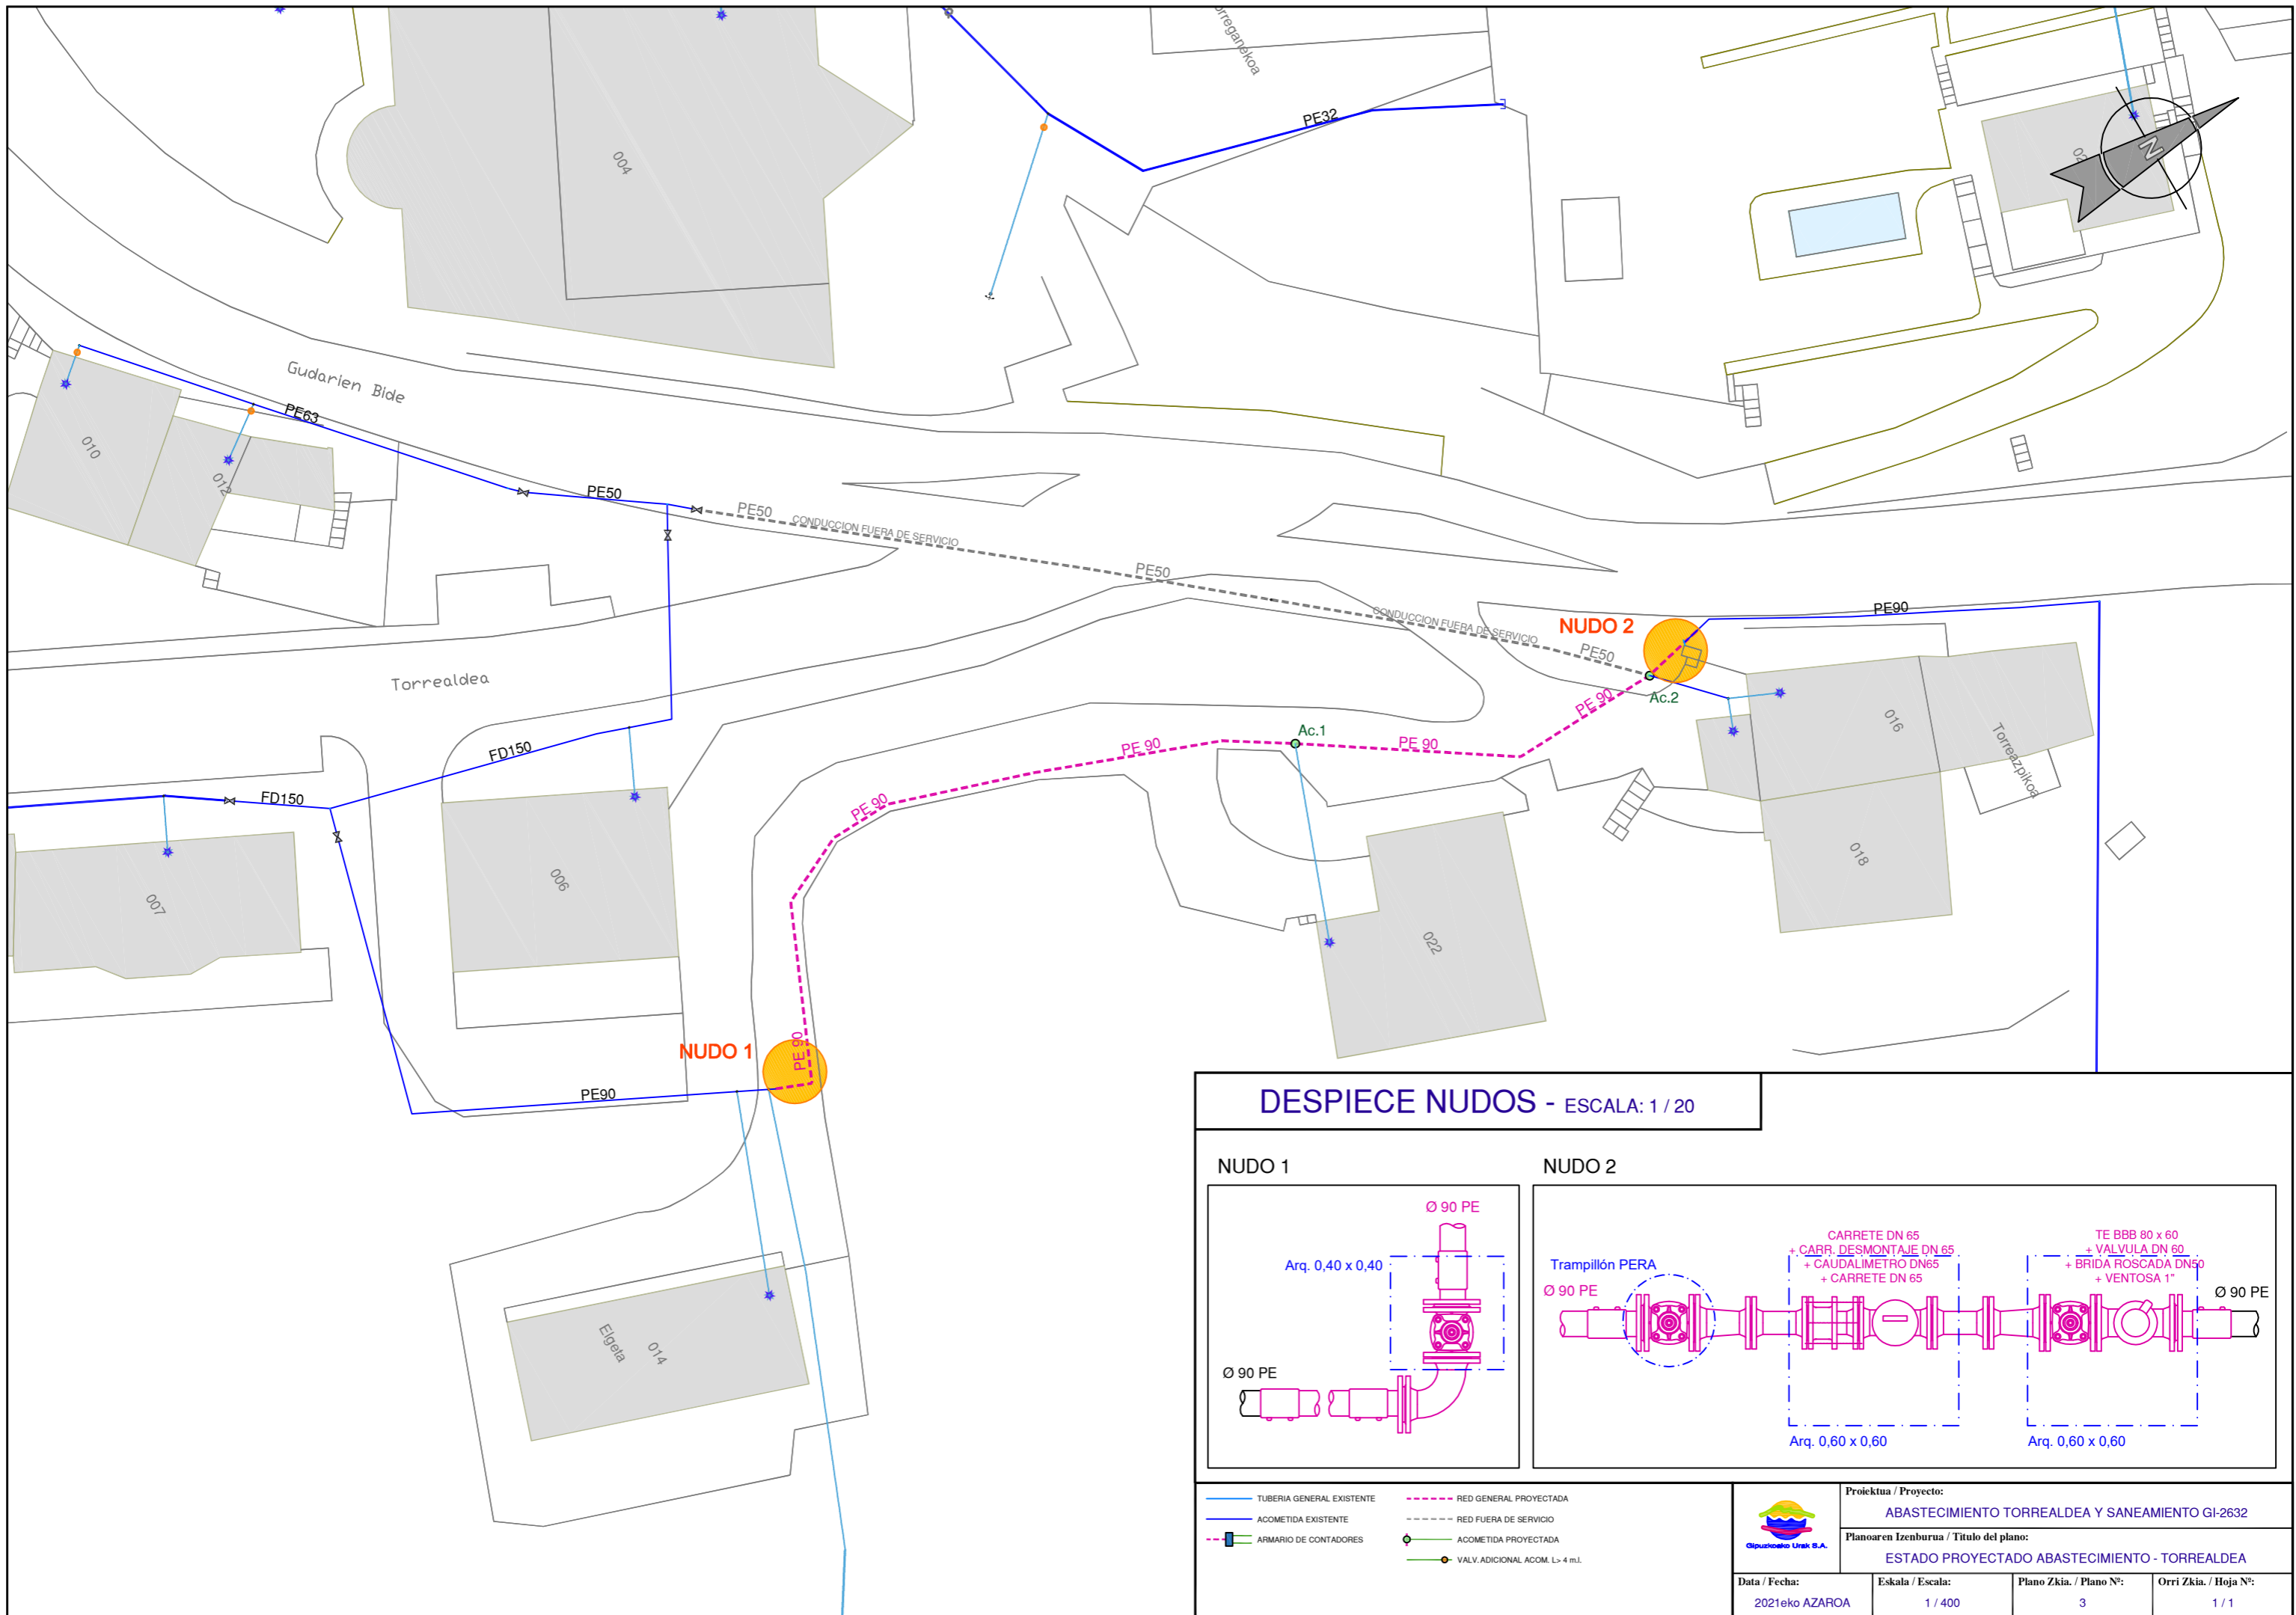 orreganekoa
PE32
004
02
N
Gudarien Bide
PE63
010
012
PE50
PE50
CONDUCCION FUERA DE SERVICIO
PE50
CONDUCCION FUERA DE SERVICIO
NUDO 2
PE50
PE90
Ac.2
PE 90
Torrealdea
Ac.1
PE 90
PE 90
016
Torreazpikoa
FD150
FD150
PE 90
018
006
007
022
PE 90
NUDO 1
PE90
Elgeta
014
DESPIECE NUDOS - ESCALA: 1 / 20
NUDO 1
Ø 90 PE
Arq. 0,40 x 0,40
Ø 90 PE
NUDO 2
CARRETE DN 65
+ CARR. DESMONTAJE DN 65
+ CAUDALIMETRO DN65
+ CARRETE DN 65
TE BBB 80 x 60
+ VALVULA DN 60
+ BRIDA ROSCADA DN50
+ VENTOSA 1"
Trampillón PERA
Ø 90 PE
Ø 90 PE
Arq. 0,60 x 0,60
Arq. 0,60 x 0,60
TUBERIA GENERAL EXISTENTE
ACOMETIDA EXISTENTE
ARMARIO DE CONTADORES
RED GENERAL PROYECTADA
RED FUERA DE SERVICIO
ACOMETIDA PROYECTADA
VALV. ADICIONAL ACOM. L> 4 m.l.
Gipuzkoako Urak S.A.
Proiektua / Proyecto:
ABASTECIMIENTO TORREALDEA Y SANEAMIENTO GI-2632
Planoaren Izenburua / Titulo del plano:
ESTADO PROYECTADO ABASTECIMIENTO - TORREALDEA
Data / Fecha:
2021eko AZAROA
Eskala / Escala:
1 / 400
Plano Zkia. / Plano Nº:
3
Orri Zkia. / Hoja Nº:
1 / 1